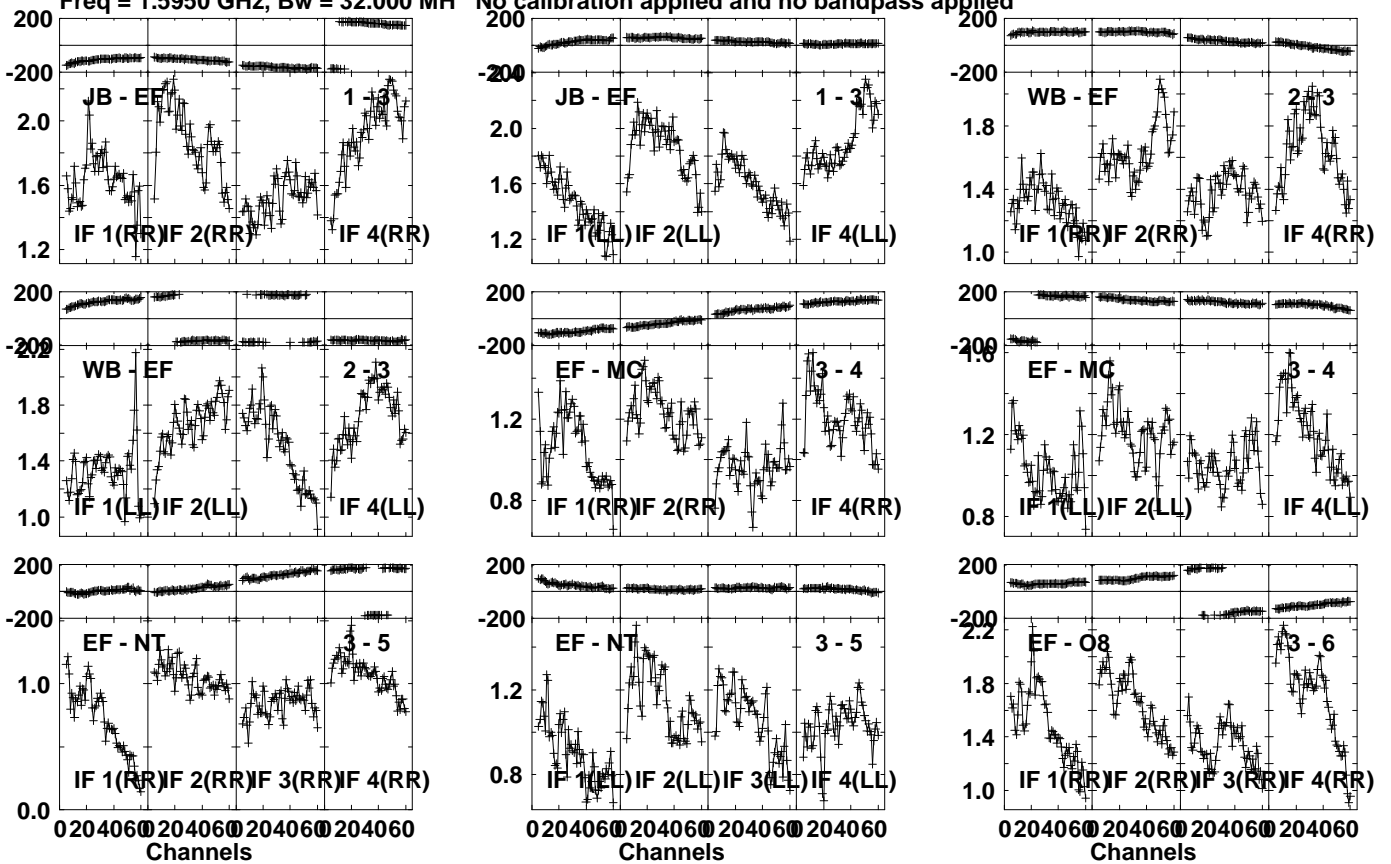 Freq = 1.5950 GHz, Bw = 32.000 MH No calibration applied and no bandpass applied
200 200 200
-200 -200 -200
2.4
JB - EF 1 - 3 JB - EF 1 - 3 WB - EF 2 - 3
2.0 2.0 1.8
1.6 1.6 1.4
IF 1(RR) IF 2(RR) IF 4(RR) IF 1(LL) IF 2(LL) IF 4(LL) IF 1(RR) IF 2(RR) IF 4(RR)
1.2 1.2 1.0
200 200 200
-200 -200 -200
2.2 1.6
WB - EF 2 - 3 EF - MC 3 - 4 EF - MC 3 - 4
1.8 1.2 1.2
1.4
IF 1(LL) IF 2(LL) IF 4(LL) IF 1(RR) IF 2(RR) IF 4(RR) IF 1(LL) IF 2(LL) IF 4(LL)
1.0 0.8 0.8
200 200 200
-200 -200 -200
2.2
EF - NT 3 - 5 EF - NT 3 - 5 EF - O8 3 - 6
1.0 1.2 1.8
1.4
IF 1(RR) IF 2(RR) IF 3(RR) IF 4(RR) IF 1(LL) IF 2(LL) IF 3(LL) IF 4(LL) IF 1(RR) IF 2(RR) IF 3(RR) IF 4(RR)
0.0 0.8 1.0
0 20 40 60 0 20 40 60 0 20 40 60 0 20 40 60 0 20 40 60 0 20 40 60 0 20 40 60 0 20 40 60 0 20 40 60 0 20 40 60 0 20 40 60 0 20 40 60
Channels Channels Channels